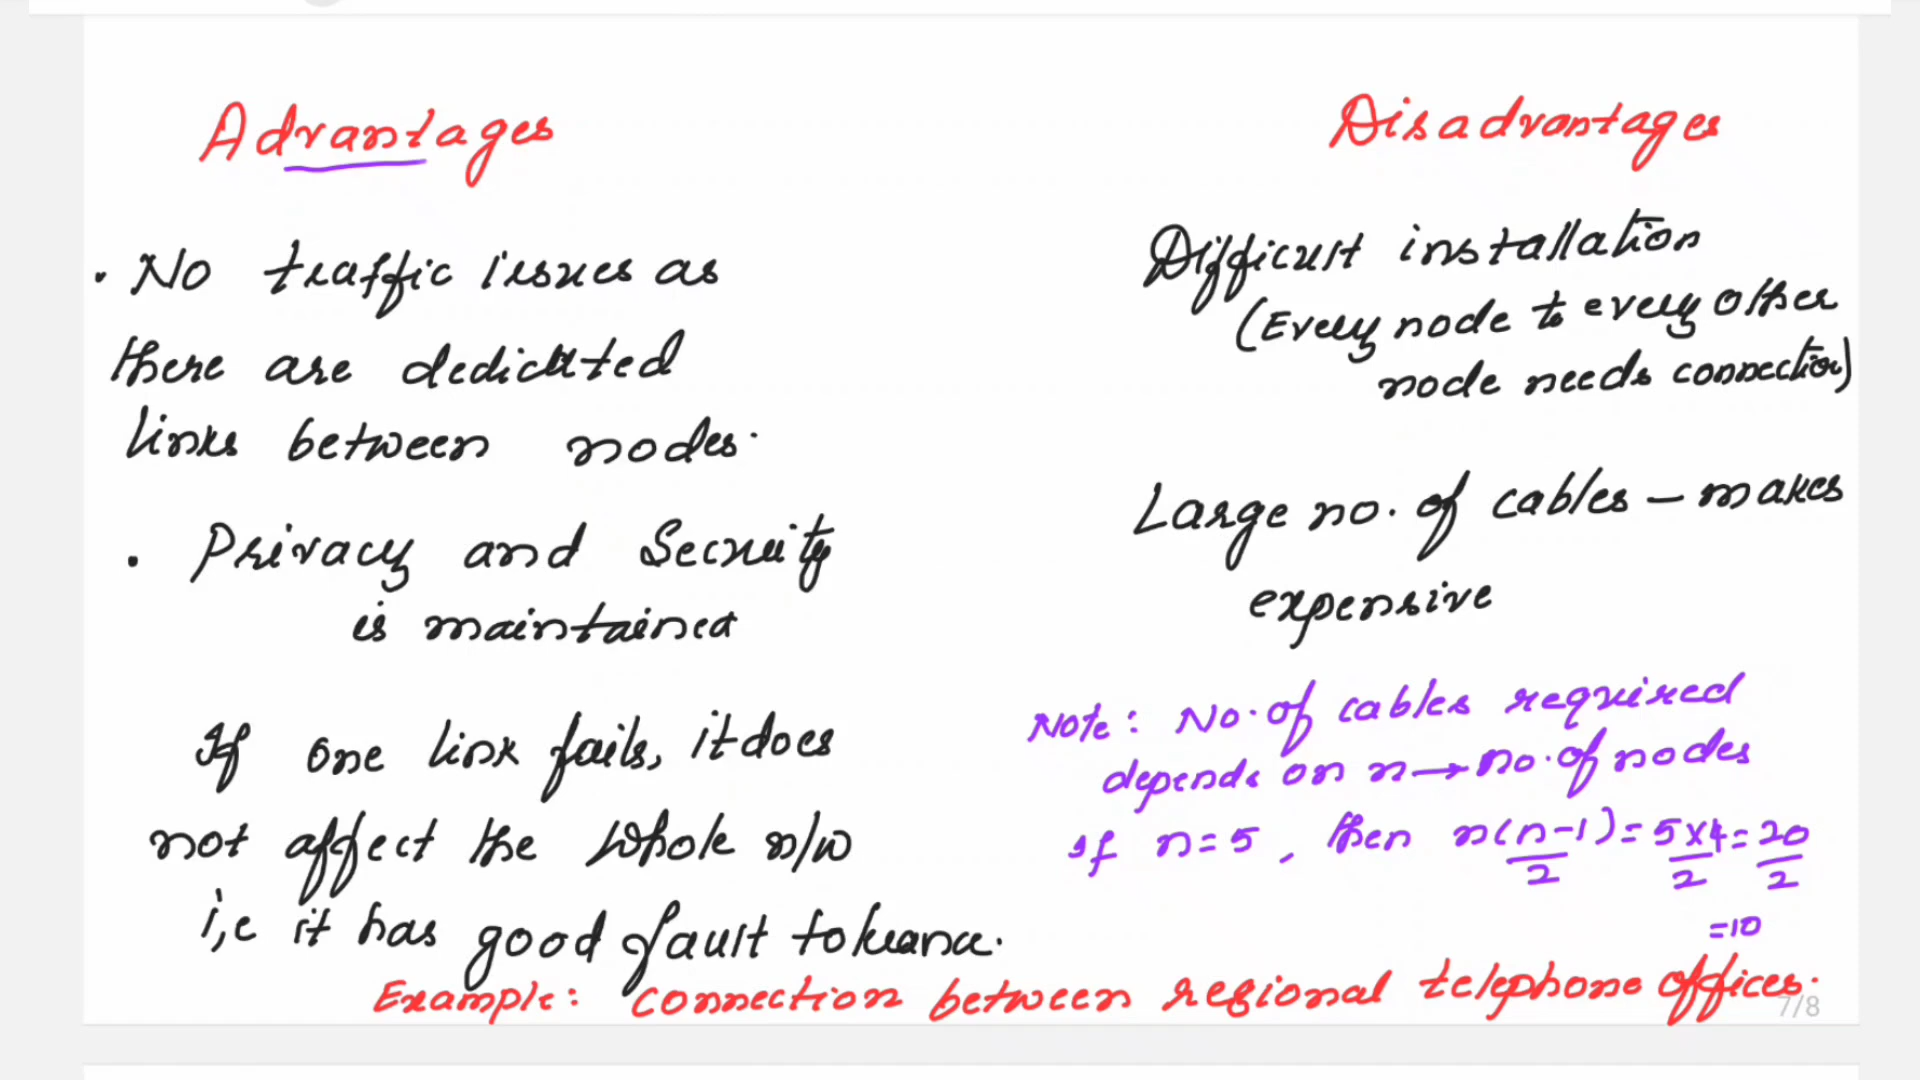 Advantages
· No traffic issues as
there are dedicated
links between nodes.
· Privacy and Security
is maintained
If one link fails, it does
not affect the whole n/w
i,e it has good fault tolerance.
Disadvantages
Difficult installation
(Every node to every other
node needs connection)
Large no. of cables – makes
expensive
Note: No. of cables required
depends on n → no. of nodes
If n = 5, then n(n-1)/2 = 5x4/2 = 20/2
= 10
Example: Connection between regional telephone offices.
7/8